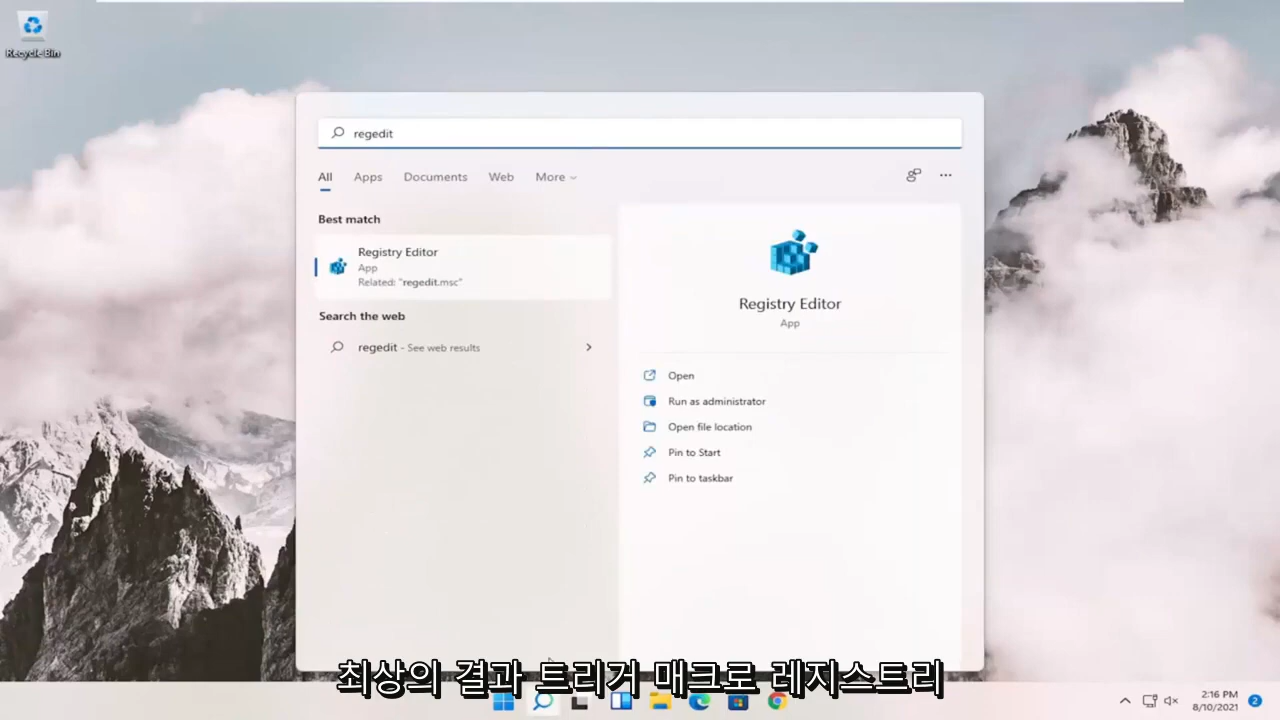 Recycle Bin
regedit
All Apps Documents Web More
Best match
Registry Editor
App
Related: "regedit.msc"
Search the web
regedit - See web results
Registry Editor
App
Open
Run as administrator
Open file location
Pin to Start
Pin to taskbar
최상의 결과 트리거 매크로 레지스트리
2:16 PM
8/10/2021
2